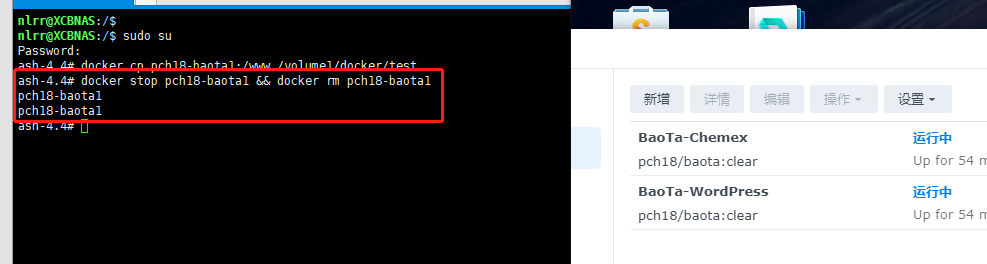 nlrr@XCBNAS:/$
nlrr@XCBNAS:/$ sudo su
Password:
ash-4.4# docker cp pch18-baota1:/www /volume1/docker/test
ash-4.4# docker stop pch18-baota1 && docker rm pch18-baota1
pch18-baota1
pch18-baota1
ash-4.4#
新增
详情
编辑
操作
设置
BaoTa-Chemex
运行中
pch18/baota:clear
Up for 54 m
BaoTa-WordPress
运行中
pch18/baota:clear
Up for 54 m